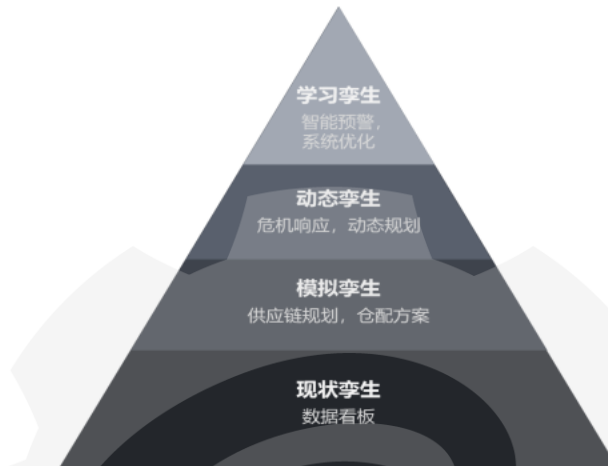 学习孪生
智能预警,
系统优化
动态孪生
危机响应，动态规划
模拟孪生
供应链规划，仓配方案
现状孪生
数据看板